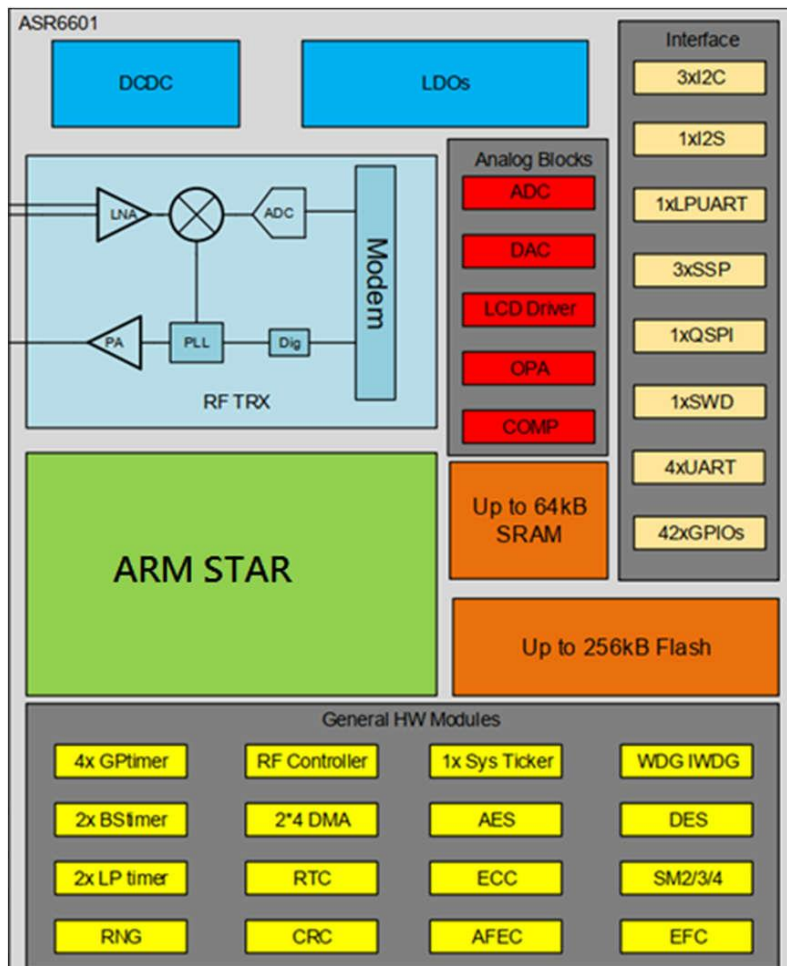 ASR6601
DCDC
LDOs
Interface
3xI2C
1xI2S
1xLPUART
3xSSP
1xQSPI
1xSWD
4xUART
42xGPIOs
LNA
ADC
Modem
PA
PLL
Dig
RF TRX
Analog Blocks
ADC
DAC
LCD Driver
OPA
COMP
ARM STAR
Up to 64kB
SRAM
Up to 256kB Flash
General HW Modules
4x GPtimer
RF Controller
1x Sys Ticker
WDG IWDG
2x BStimer
2*4 DMA
AES
DES
2x LP timer
RTC
ECC
SM2/3/4
RNG
CRC
AFEC
EFC